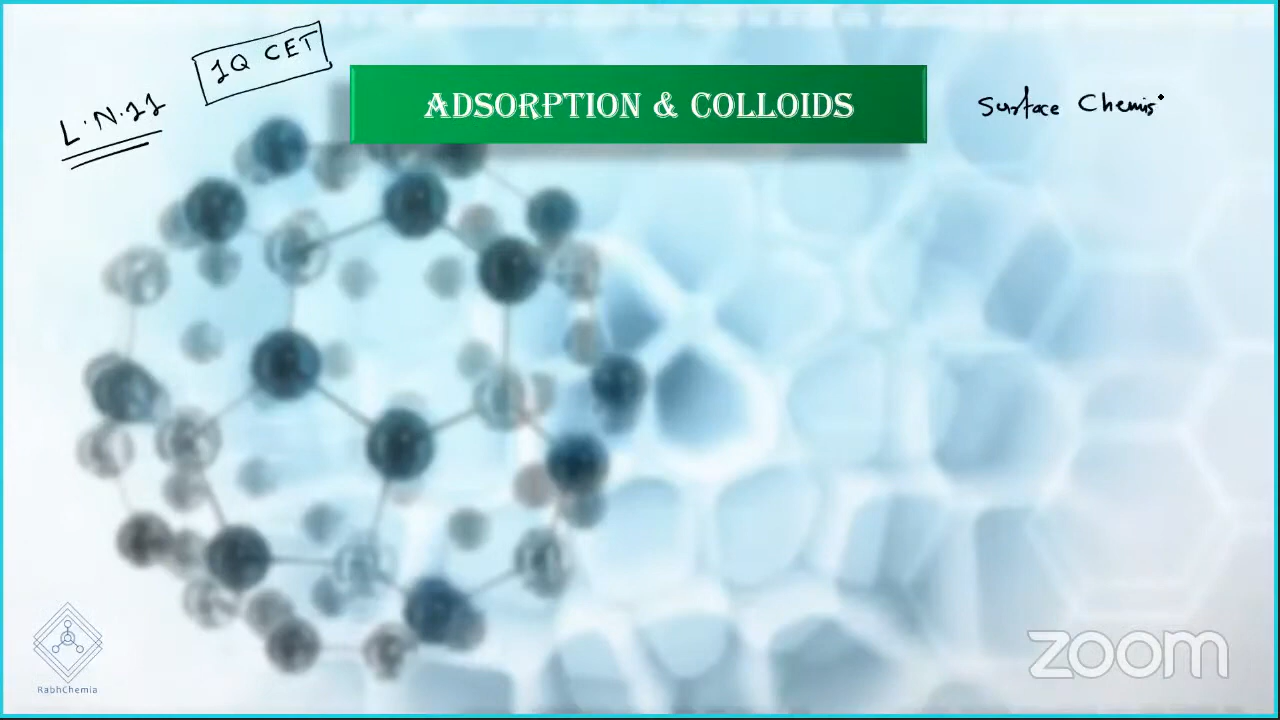 1Q CET
L.N.11
ADSORPTION & COLLOIDS
Surface Chemis
RabhChemia
zoom